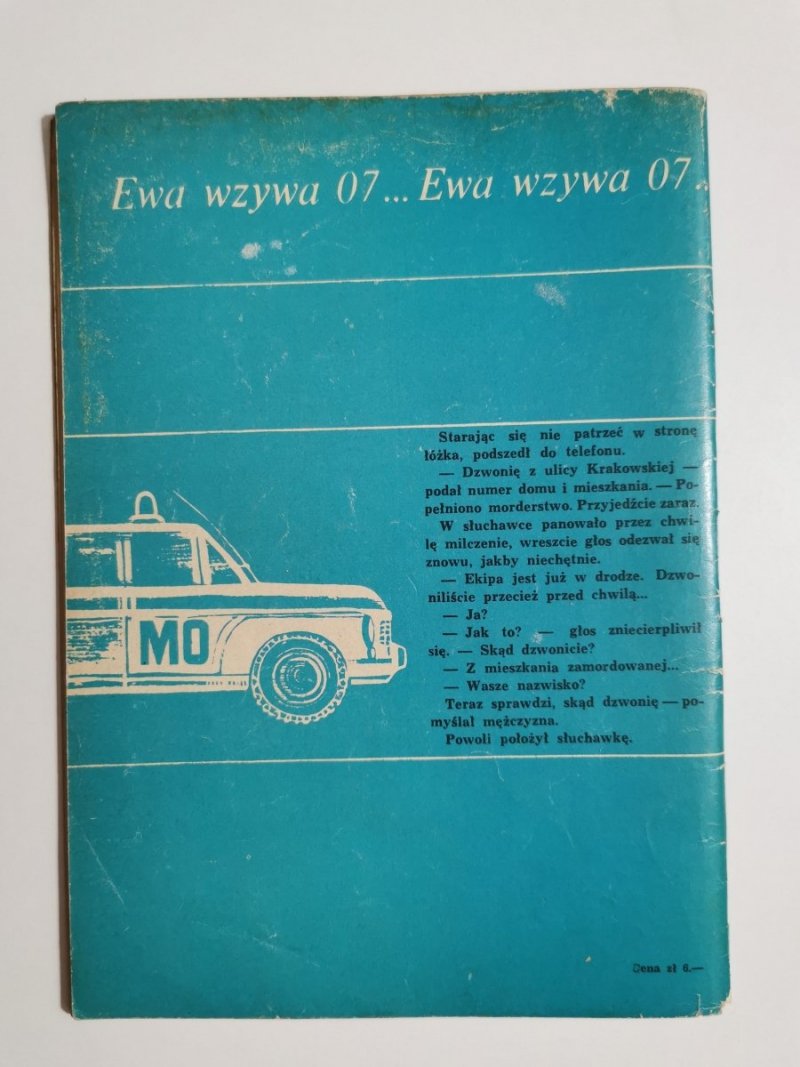 Ewa wzywa 07... Ewa wzywa 07..
Starając się nie patrzeć w stronę
łóżka, podszedł do telefonu.
— Dzwonię z ulicy Krakowskiej —
podał numer domu i mieszkania. — Po-
pełniono morderstwo. Przyjedźcie zaraz.
W słuchawce panowało przez chwi-
lę milczenie, wreszcie głos odezwał się
znowu, jakby niechętnie.
— Ekipa jest już w drodze. Dzwo-
niliście przecież przed chwilą...
— Ja?
— Jak to? — głos zniecierpliwił
się. — Skąd dzwonicie?
— Z mieszkania zamordowanej...
— Wasze nazwisko?
Teraz sprawdzi, skąd dzwonię — po-
myślał mężczyzna.
Powoli położył słuchawkę.
MO
Cena zł 6.—